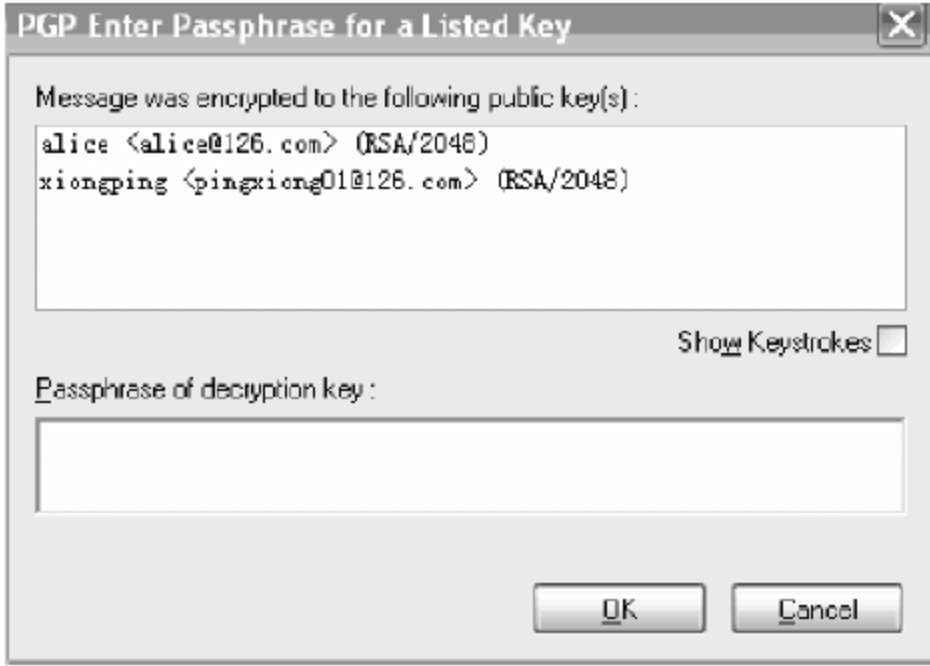 PGP Enter Passphrase for a Listed Key
Message was encrypted to the following public key(s) :
alice <alice@126.com> (RSA/2048)
xiongping <pingxiong01@126.com> (RSA/2048)
Show Keystrokes
Passphrase of decryption key :
OK
Cancel